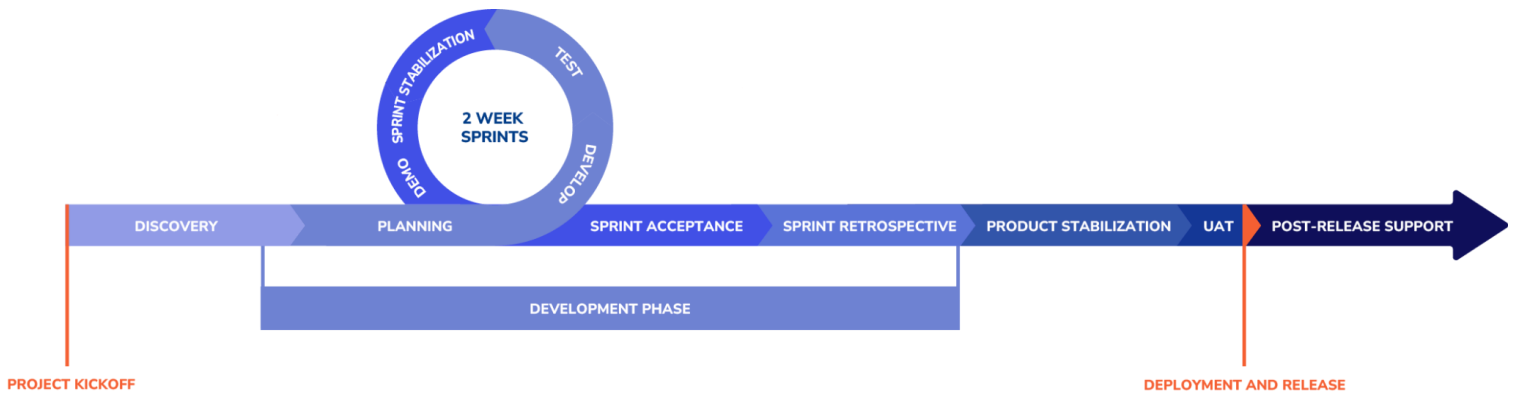 TEST
SPRINT STABILIZATION
2 WEEK
SPRINTS
DEVELOP
DEMO
DISCOVERY
PLANNING
SPRINT ACCEPTANCE
SPRINT RETROSPECTIVE
PRODUCT STABILIZATION
UAT
POST-RELEASE SUPPORT
DEVELOPMENT PHASE
PROJECT KICKOFF
DEPLOYMENT AND RELEASE